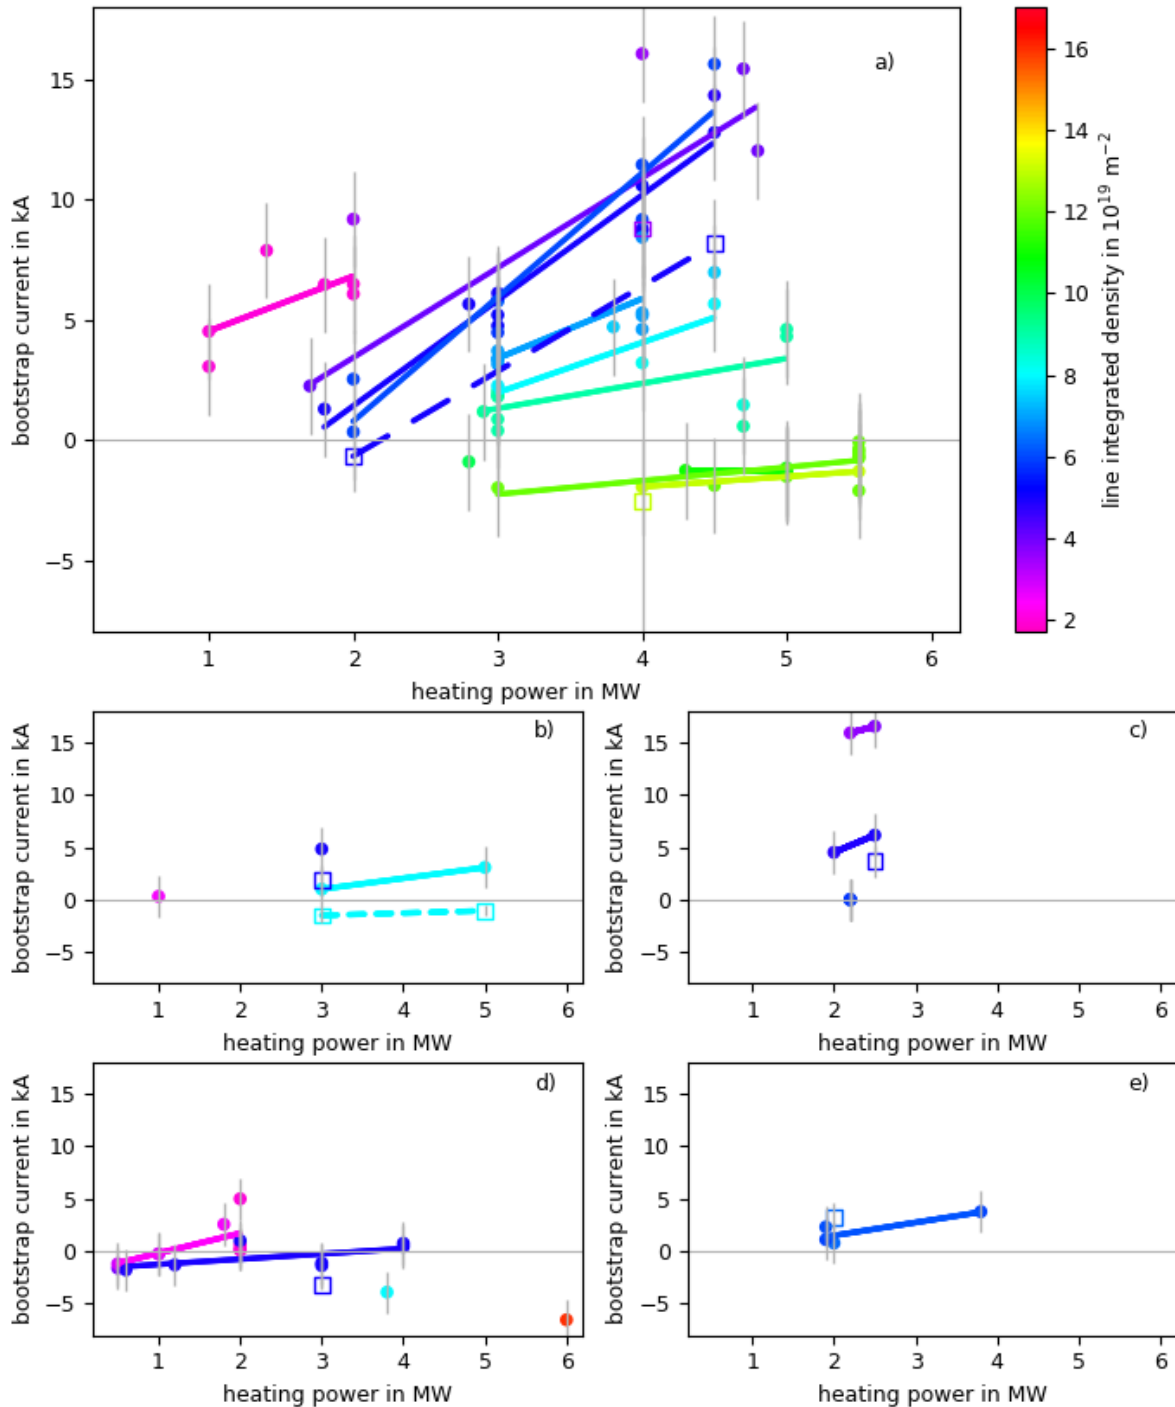 a)
15
10
5
0
−5
bootstrap current in kA
1 2 3 4 5 6
heating power in MW
16
14
12
10
8
6
4
2
line integrated density in 10¹⁹ m⁻²
b)
15
10
5
0
−5
bootstrap current in kA
1 2 3 4 5 6
heating power in MW
c)
15
10
5
0
−5
bootstrap current in kA
1 2 3 4 5 6
heating power in MW
d)
15
10
5
0
−5
bootstrap current in kA
1 2 3 4 5 6
heating power in MW
e)
15
10
5
0
−5
bootstrap current in kA
1 2 3 4 5 6
heating power in MW